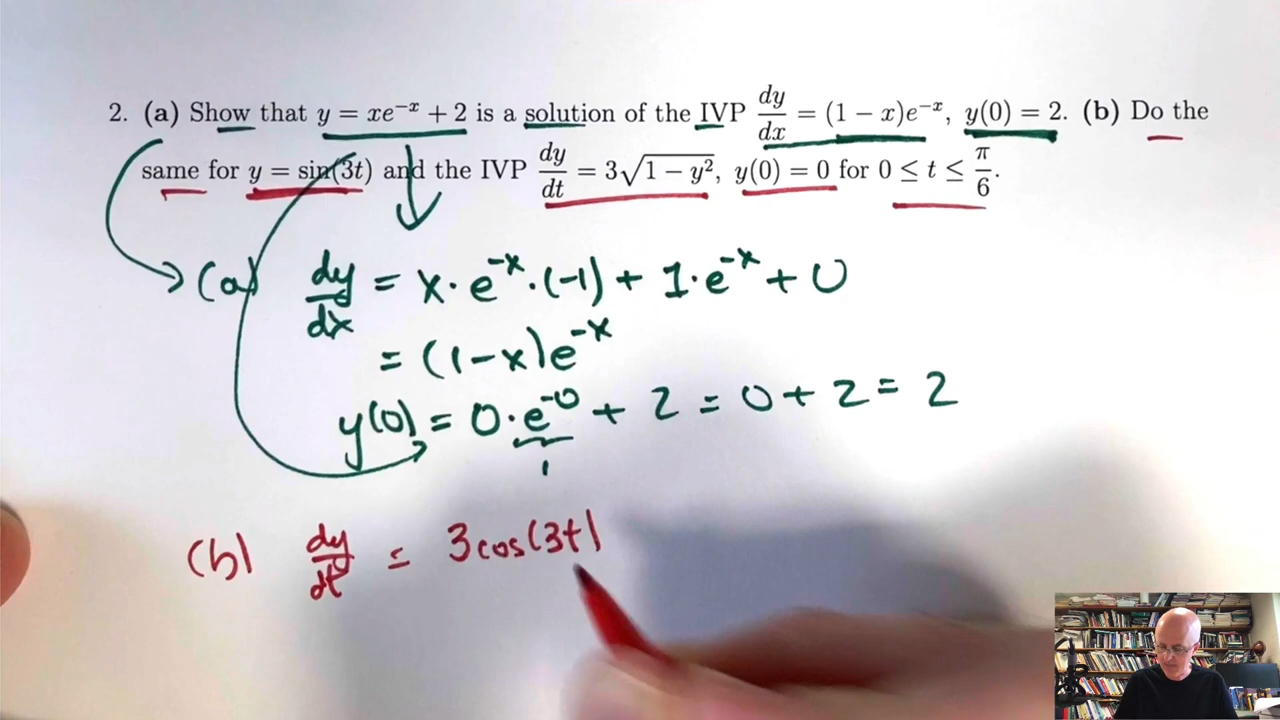 2. (a) Show that y = xe⁻ˣ + 2 is a solution of the IVP dy/dx = (1 − x)e⁻ˣ, y(0) = 2. (b) Do the
same for y = sin(3t) and the IVP dy/dt = 3√(1 − y²), y(0) = 0 for 0 ≤ t ≤ π/6.
(a) dy/dx = x · e⁻ˣ · (-1) + 1 · e⁻ˣ + 0
= (1-x)e⁻ˣ
y(0) = 0 · e⁻⁰ + 2 = 0 + 2 = 2
1
(b) dy/dt = 3cos(3t)